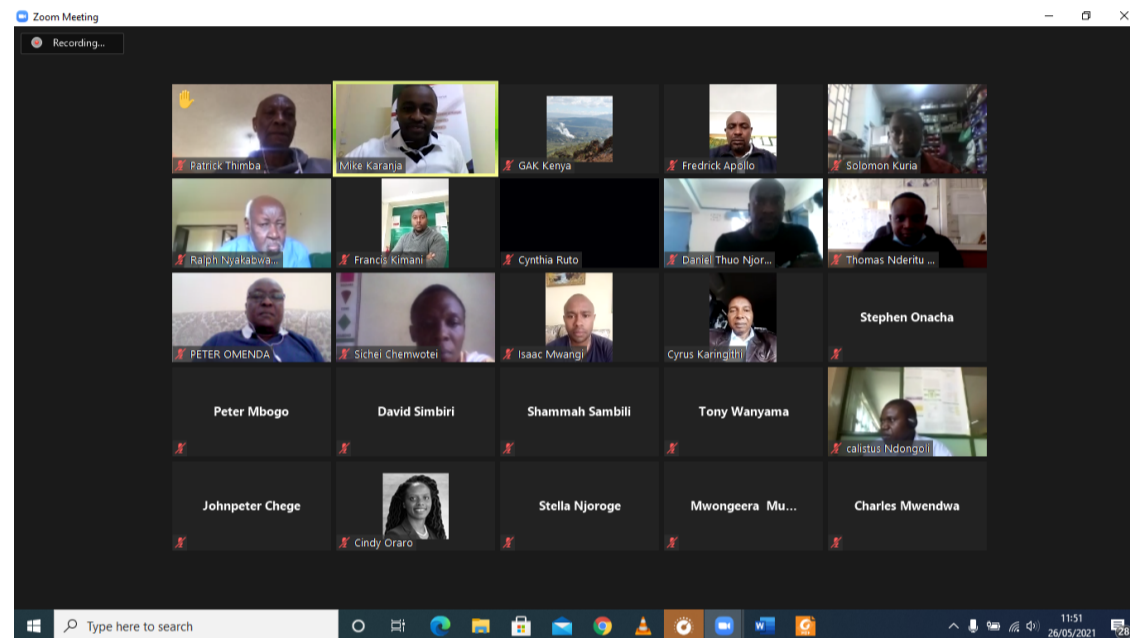 Zoom Meeting
Recording...
Patrick Thimba
Mike Karanja
GAK Kenya
Fredrick Apollo
Solomon Kuria
Ralph Nyakabwa...
Francis Kimani
Cynthia Ruto
Daniel Thuo Njor...
Thomas Nderitu ...
PETER OMENDA
Sichei Chemwotei
Isaac Mwangi
Cyrus Karingithi
Stephen Onacha
Peter Mbogo
David Simbiri
Shammah Sambili
Tony Wanyama
calistus Ndongoli
Johnpeter Chege
Cindy Oraro
Stella Njoroge
Mwongeera Mu...
Charles Mwendwa
Type here to search
11:51
26/05/2021
28